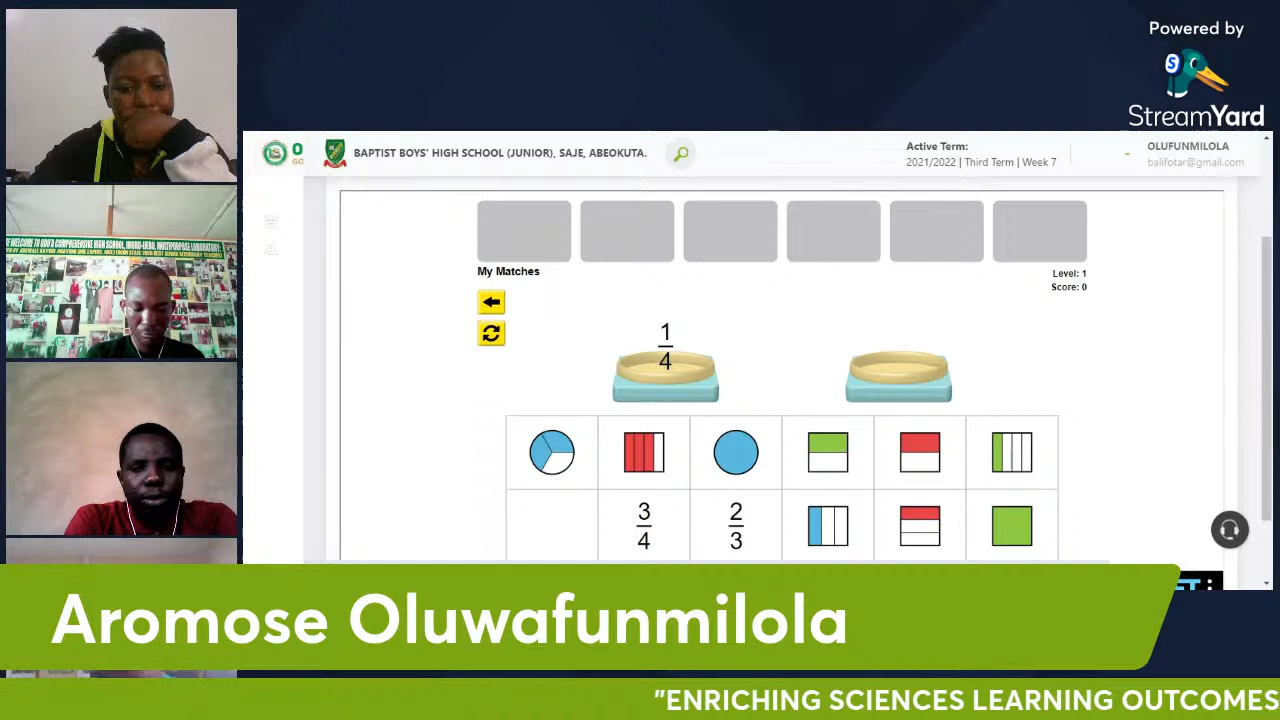 Powered by
StreamYard
0
GO
BAPTIST BOYS' HIGH SCHOOL (JUNIOR), SAJE, ABEOKUTA.
Active Term:
2021/2022 | Third Term | Week 7
OLUFUNMILOLA
balifotar@gmail.com
My Matches
Level: 1
Score: 0
1
4
3
4
2
3
Aromose Oluwafunmilola
"ENRICHING SCIENCES LEARNING OUTCOMES